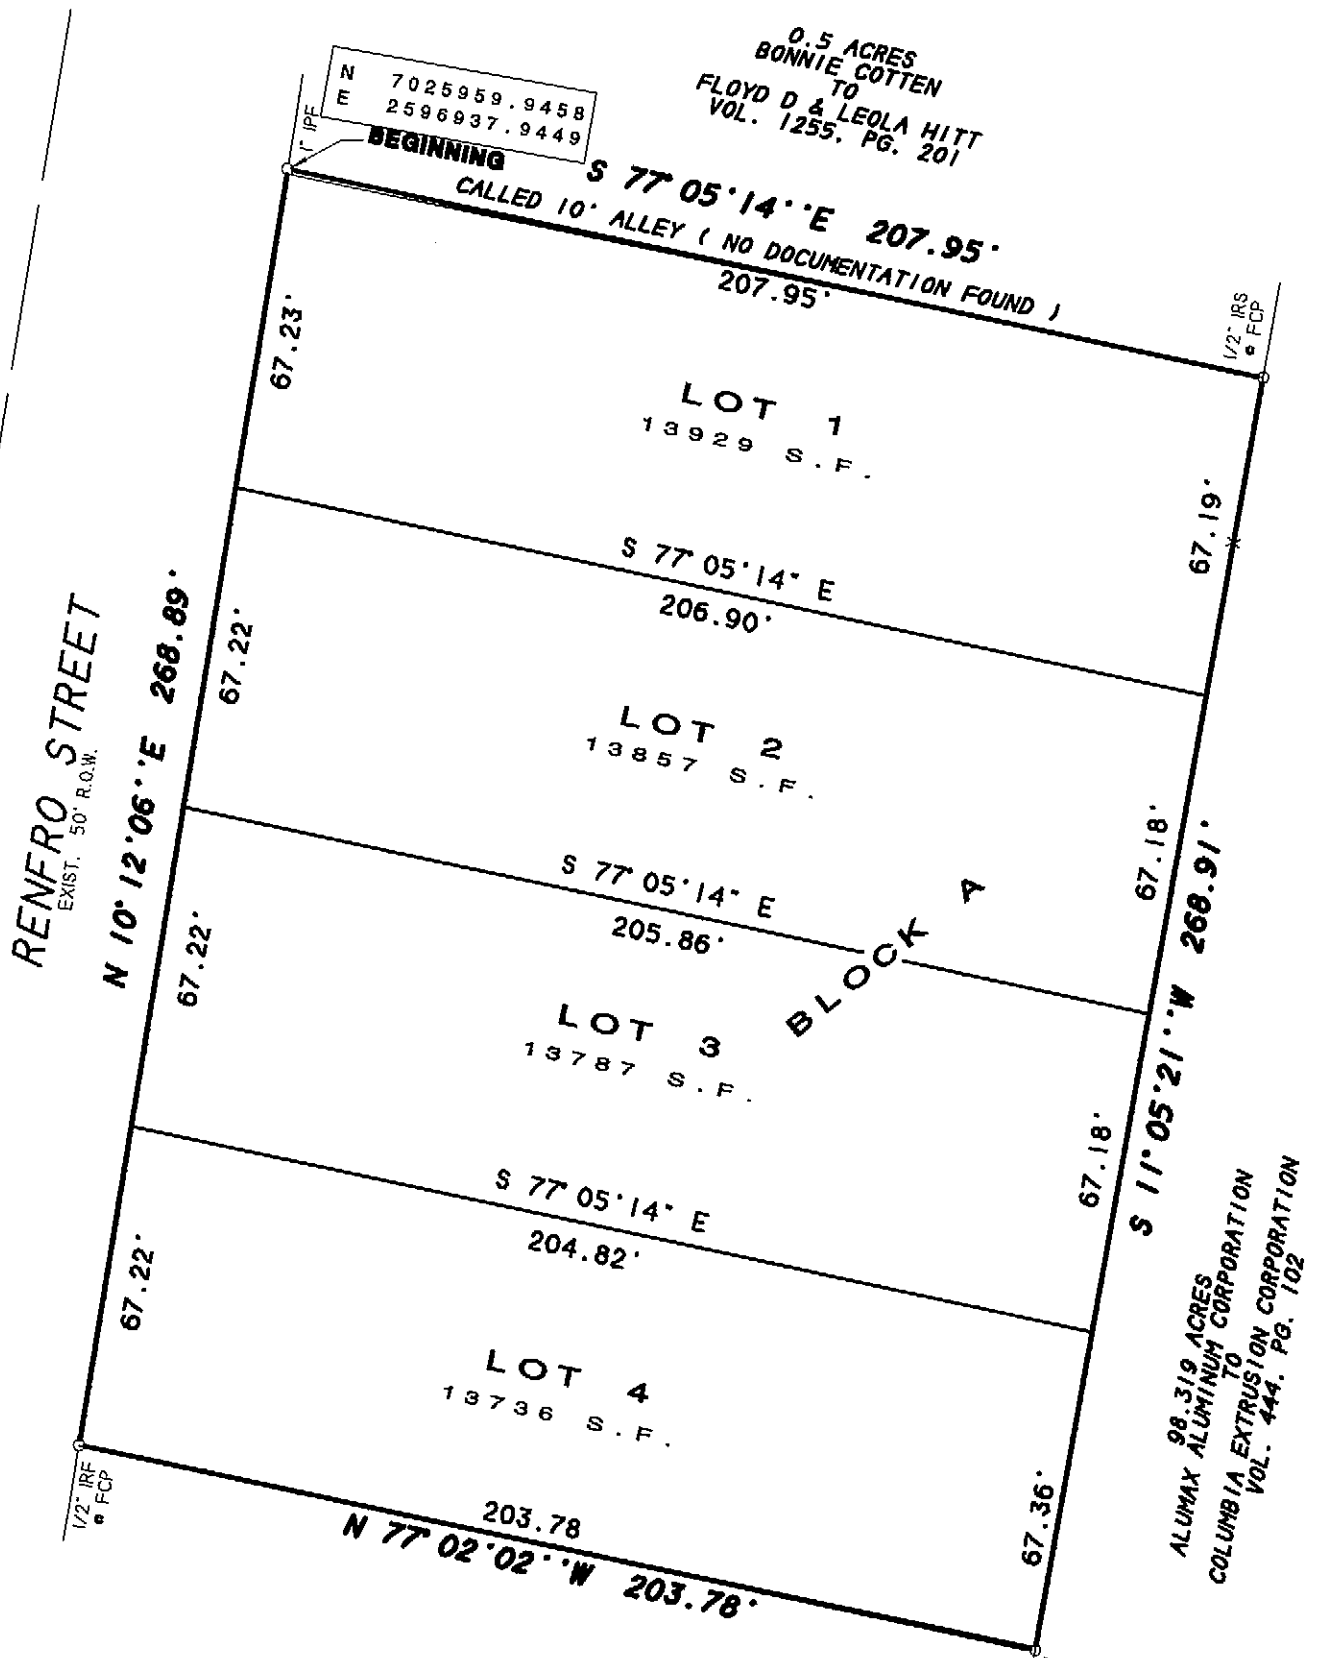 0.5 ACRES
BONNIE COTTEN
TO
FLOYD D & LEOLA HITT
VOL. 1255, PG. 201
N 7025959.9458
E 2596937.9449
1" IPF
BEGINNING
S 77°05'14''E 207.95'
CALLED 10' ALLEY ( NO DOCUMENTATION FOUND )
207.95'
1/2" IRS
@ FCP
67.23'
LOT 1
13929 S.F.
67.19'
S 77°05'14" E
206.90'
RENFRO STREET
EXIST. 50' R.O.W.
N 10°12'06''E 268.89'
67.22'
LOT 2
13857 S.F.
67.18'
S 77°05'14" E
205.86'
BLOCK A
S 11°05'21''W 268.91'
67.22'
LOT 3
13787 S.F.
67.18'
S 77°05'14" E
204.82'
67.22'
LOT 4
13736 S.F.
67.36'
98.319 ACRES
ALUMAX ALUMINUM CORPORATION
TO
COLUMBIA EXTRUSION CORPORATION
VOL. 444, PG. 102
1/2" IRF
@ FCP
203.78
N 77°02'02''W 203.78'